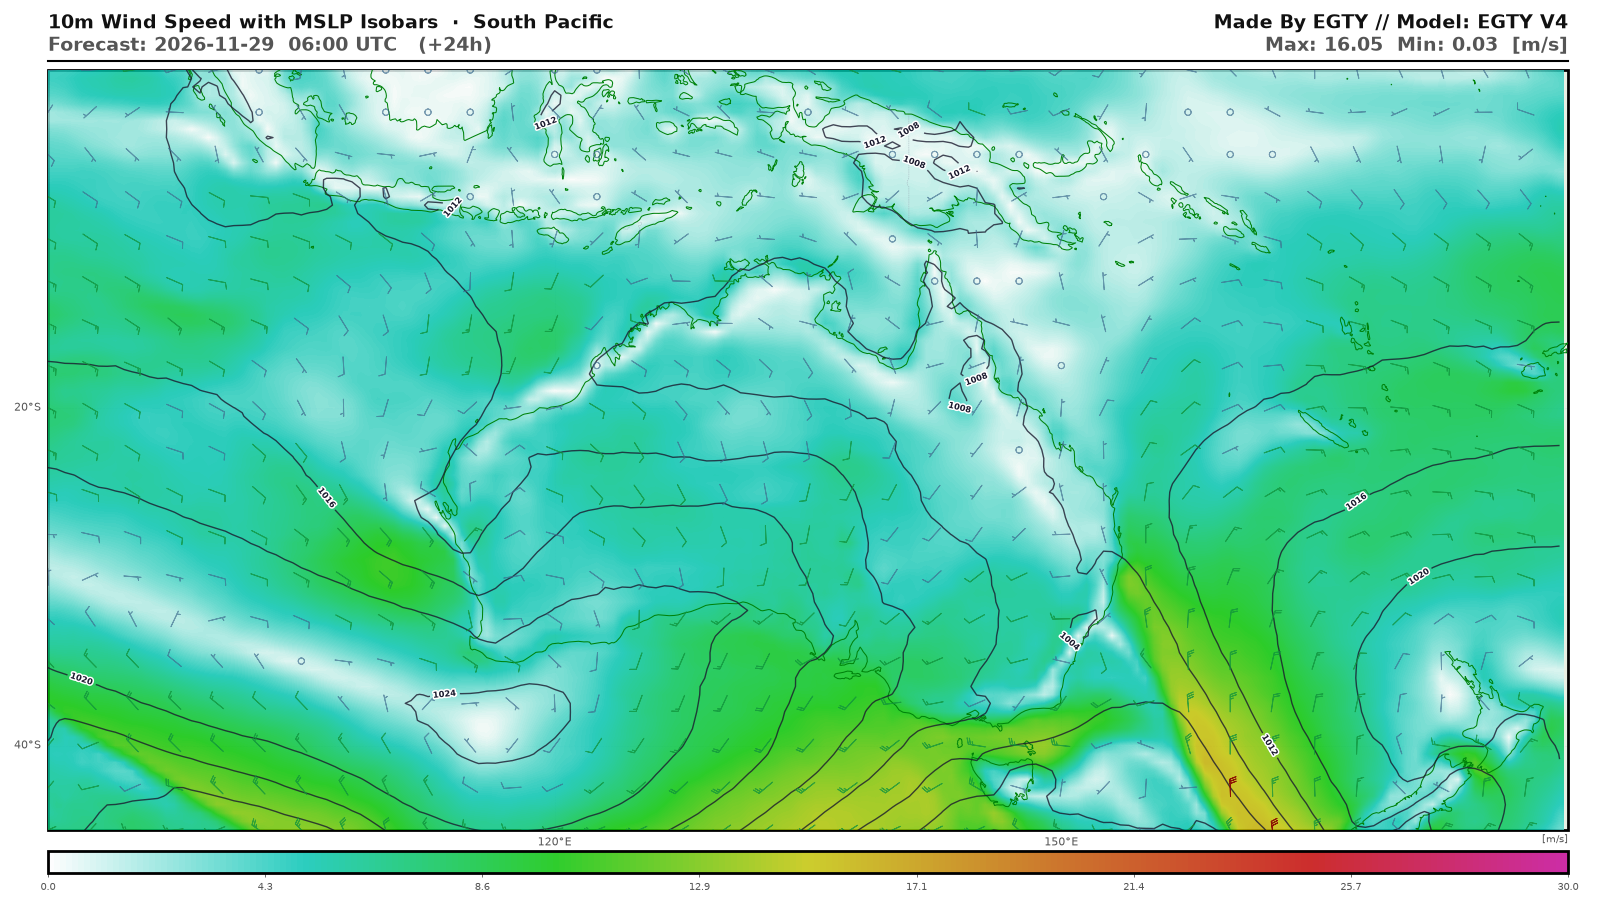 10m Wind Speed with MSLP Isobars · South Pacific
Made By EGTY // Model: EGTY V4
Forecast: 2026-11-29 06:00 UTC (+24h)
Max: 16.05 Min: 0.03 [m/s]
1012
1008
1012
1008
1012
1012
1008
1008
20°S
1016
1016
1020
1004
1020
1024
1012
40°S
120°E
150°E
[m/s]
0.0
4.3
8.6
12.9
17.1
21.4
25.7
30.0